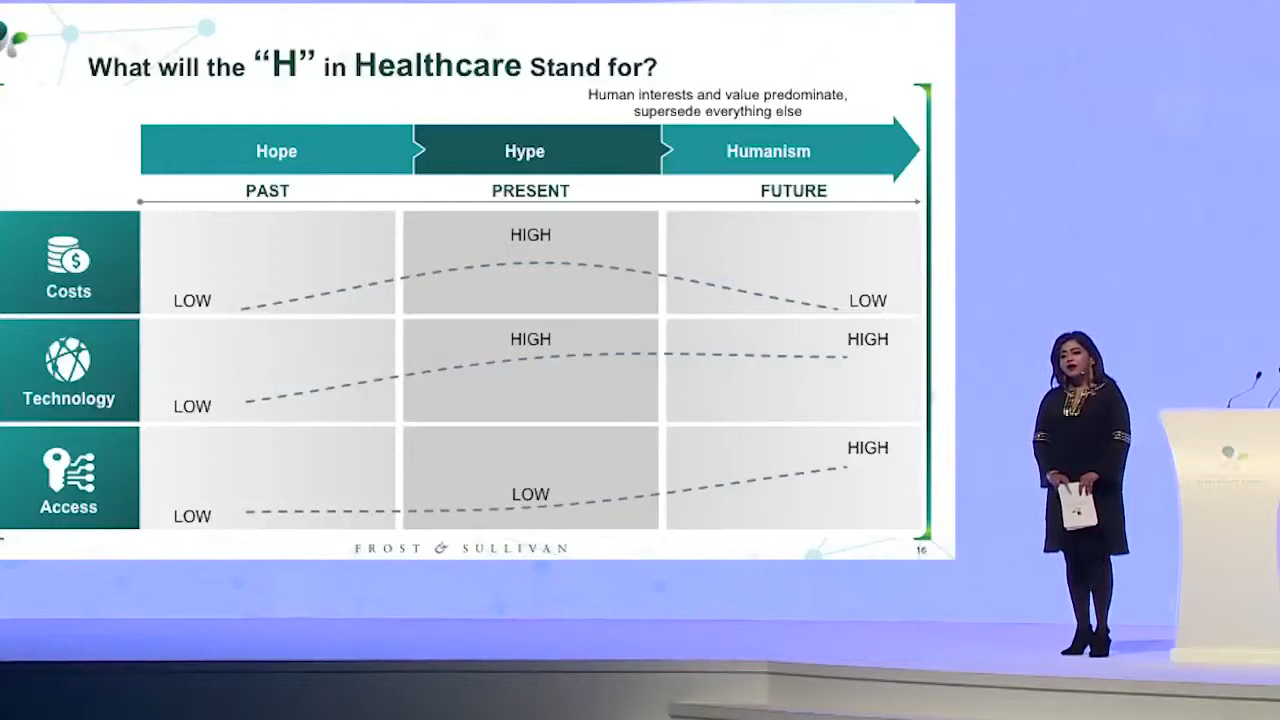 What will the “H” in Healthcare Stand for?
Human interests and value predominate,
supersede everything else
Hope
Hype
Humanism
PAST
PRESENT
FUTURE
Costs
LOW
HIGH
LOW
Technology
LOW
HIGH
HIGH
Access
LOW
LOW
HIGH
FROST & SULLIVAN
16